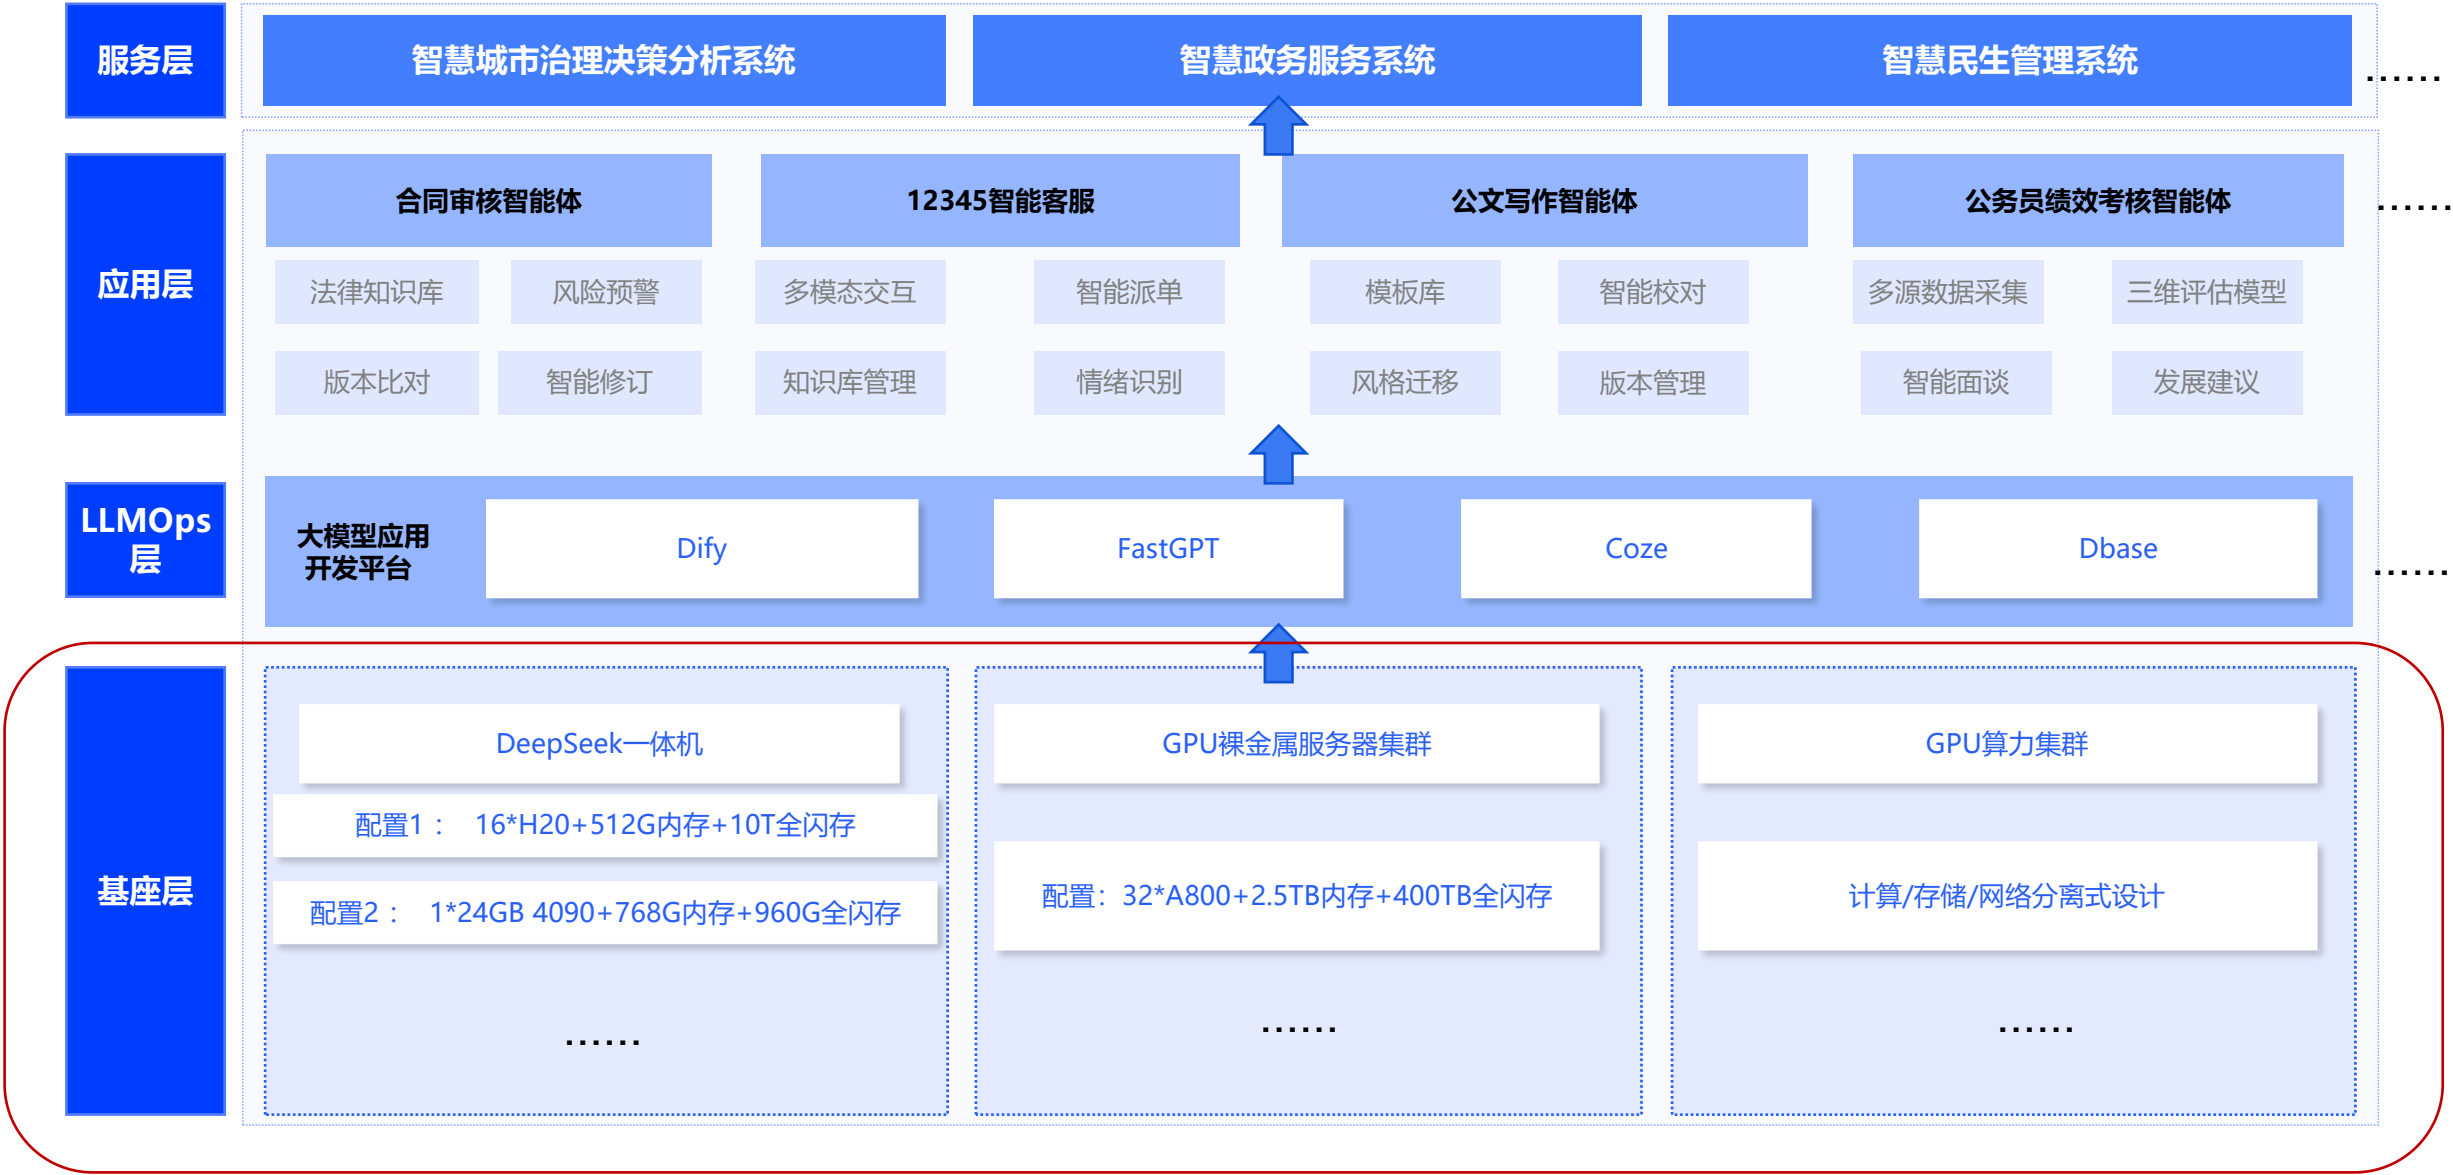 服务层
智慧城市治理决策分析系统
智慧政务服务系统
智慧民生管理系统
......
应用层
合同审核智能体
12345智能客服
公文写作智能体
公务员绩效考核智能体
......
法律知识库
风险预警
多模态交互
智能派单
模板库
智能校对
多源数据采集
三维评估模型
版本比对
智能修订
知识库管理
情绪识别
风格迁移
版本管理
智能面谈
发展建议
LLMOps
层
大模型应用
开发平台
Dify
FastGPT
Coze
Dbase
......
基座层
DeepSeek一体机
配置1： 16*H20+512G内存+10T全闪存
配置2： 1*24GB 4090+768G内存+960G全闪存
......
GPU裸金属服务器集群
配置：32*A800+2.5TB内存+400TB全闪存
......
GPU算力集群
计算/存储/网络分离式设计
......